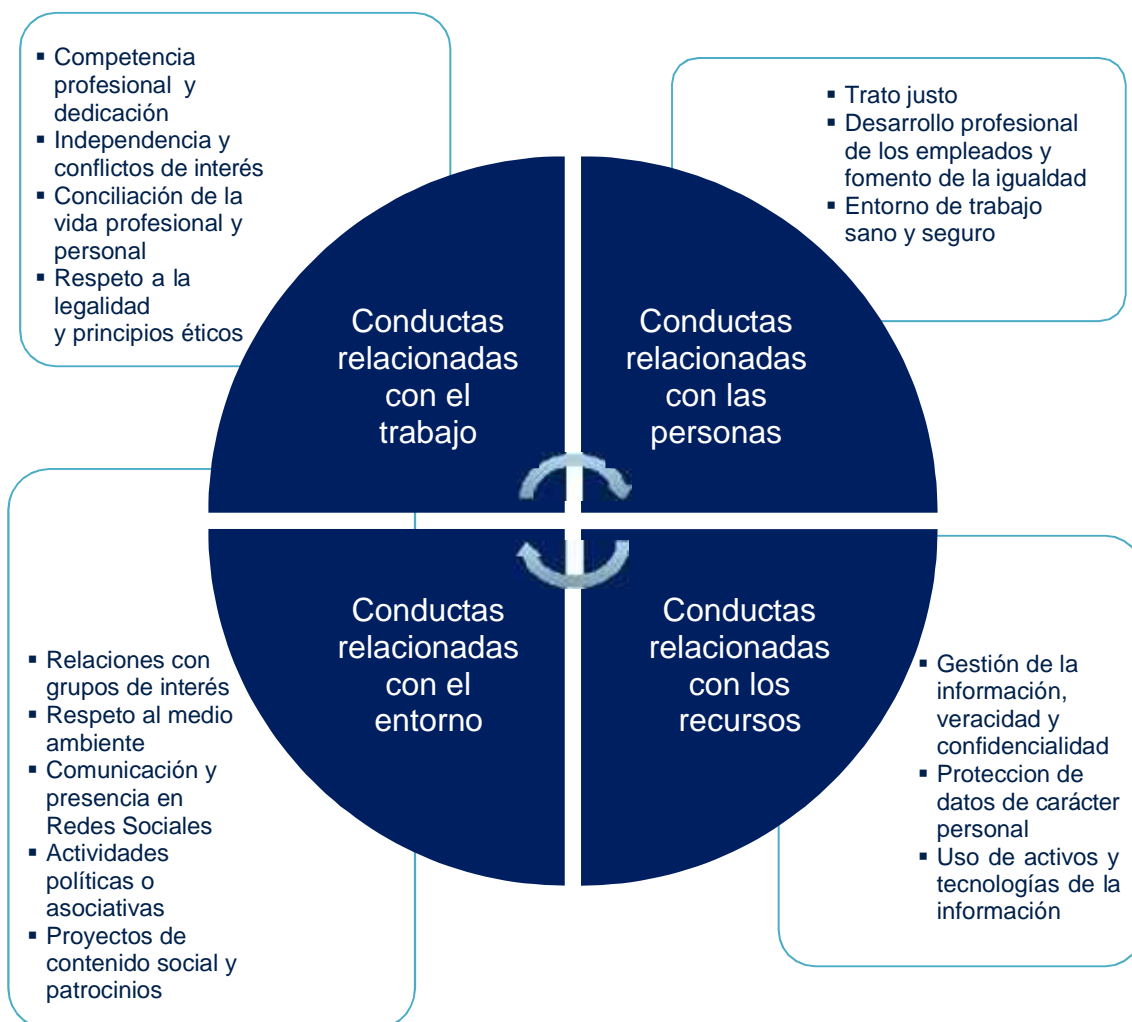 ▪ Competencia
profesional y
dedicación
▪ Independencia y
conflictos de interés
▪ Conciliación de la
vida profesional y
personal
▪ Respeto a la
legalidad
y principios éticos
▪ Trato justo
▪ Desarrollo profesional
de los empleados y
fomento de la igualdad
▪ Entorno de trabajo
sano y seguro
Conductas
relacionadas
con el
trabajo
Conductas
relacionadas
con las
personas
Conductas
relacionadas
con el
entorno
Conductas
relacionadas
con los
recursos
▪ Relaciones con
grupos de interés
▪ Respeto al medio
ambiente
▪ Comunicación y
presencia en
Redes Sociales
▪ Actividades
políticas o
asociativas
▪ Proyectos de
contenido social y
patrocinios
▪ Gestión de la
información,
veracidad y
confidencialidad
▪ Proteccion de
datos de carácter
personal
▪ Uso de activos y
tecnologías de la
información